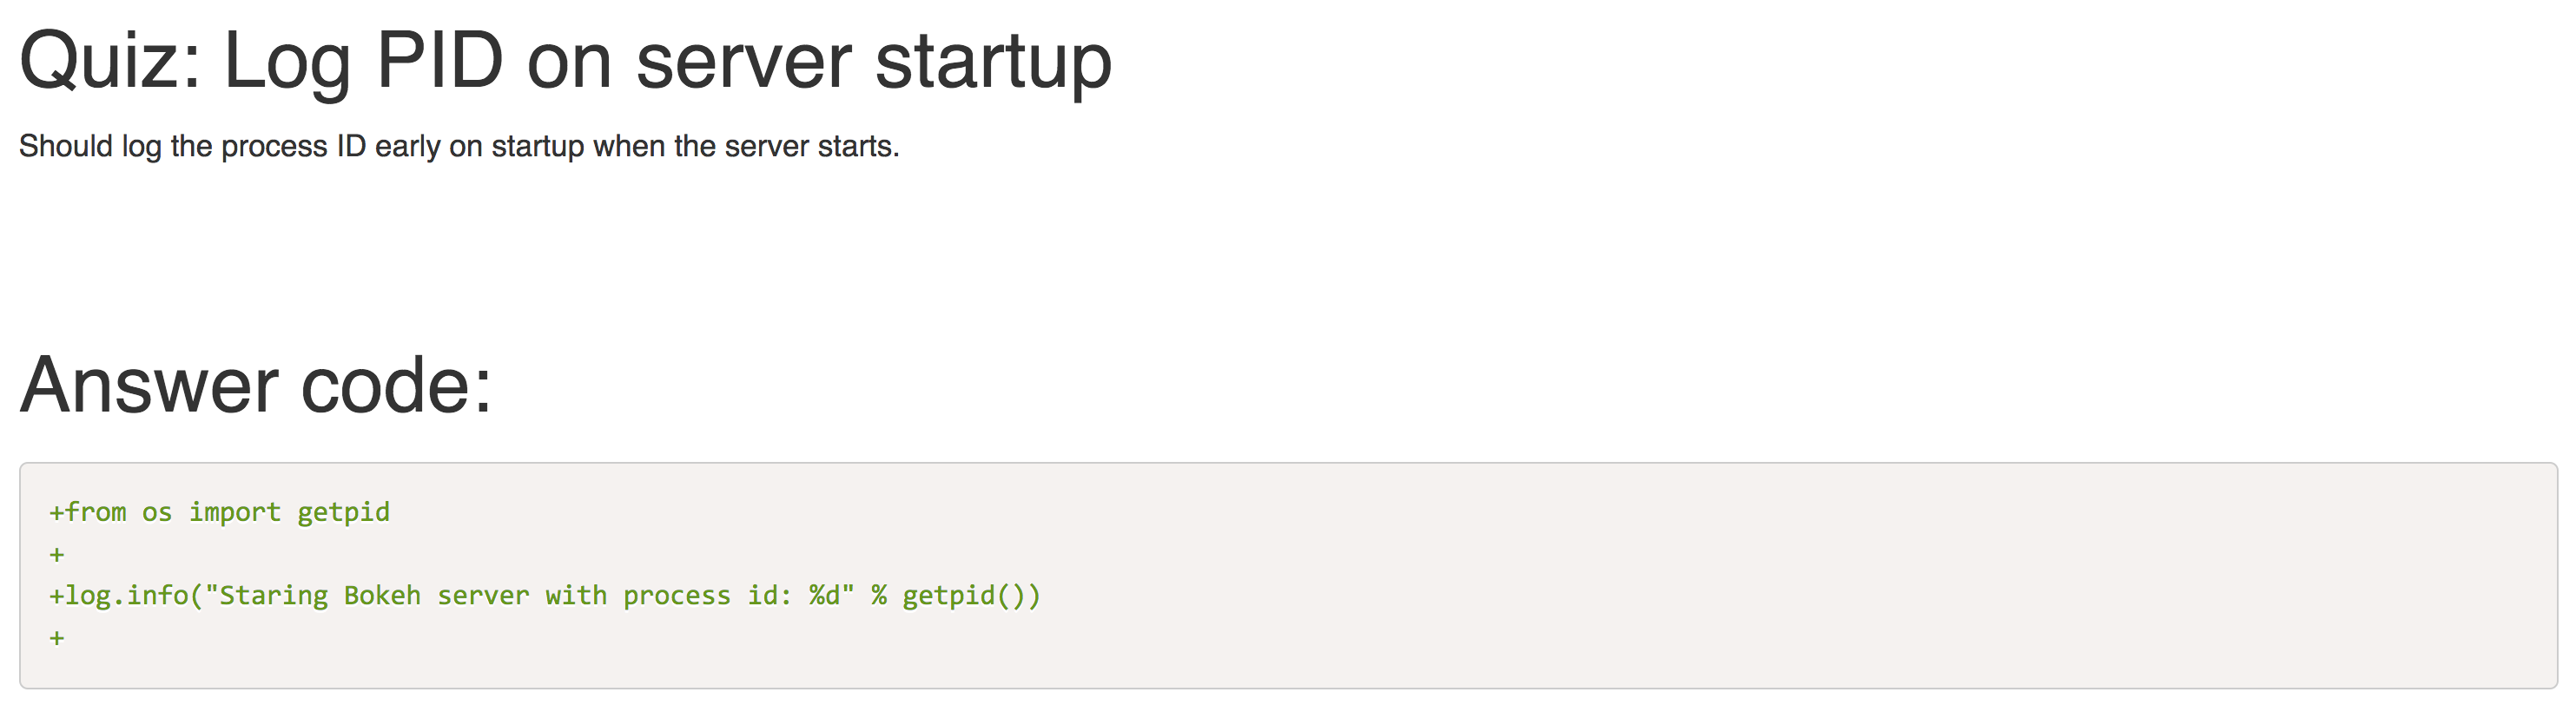 Quiz: Log PID on server startup
Should log the process ID early on startup when the server starts.
Answer code:
+from os import getpid
+
+log.info("Staring Bokeh server with process id: %d" % getpid())
+